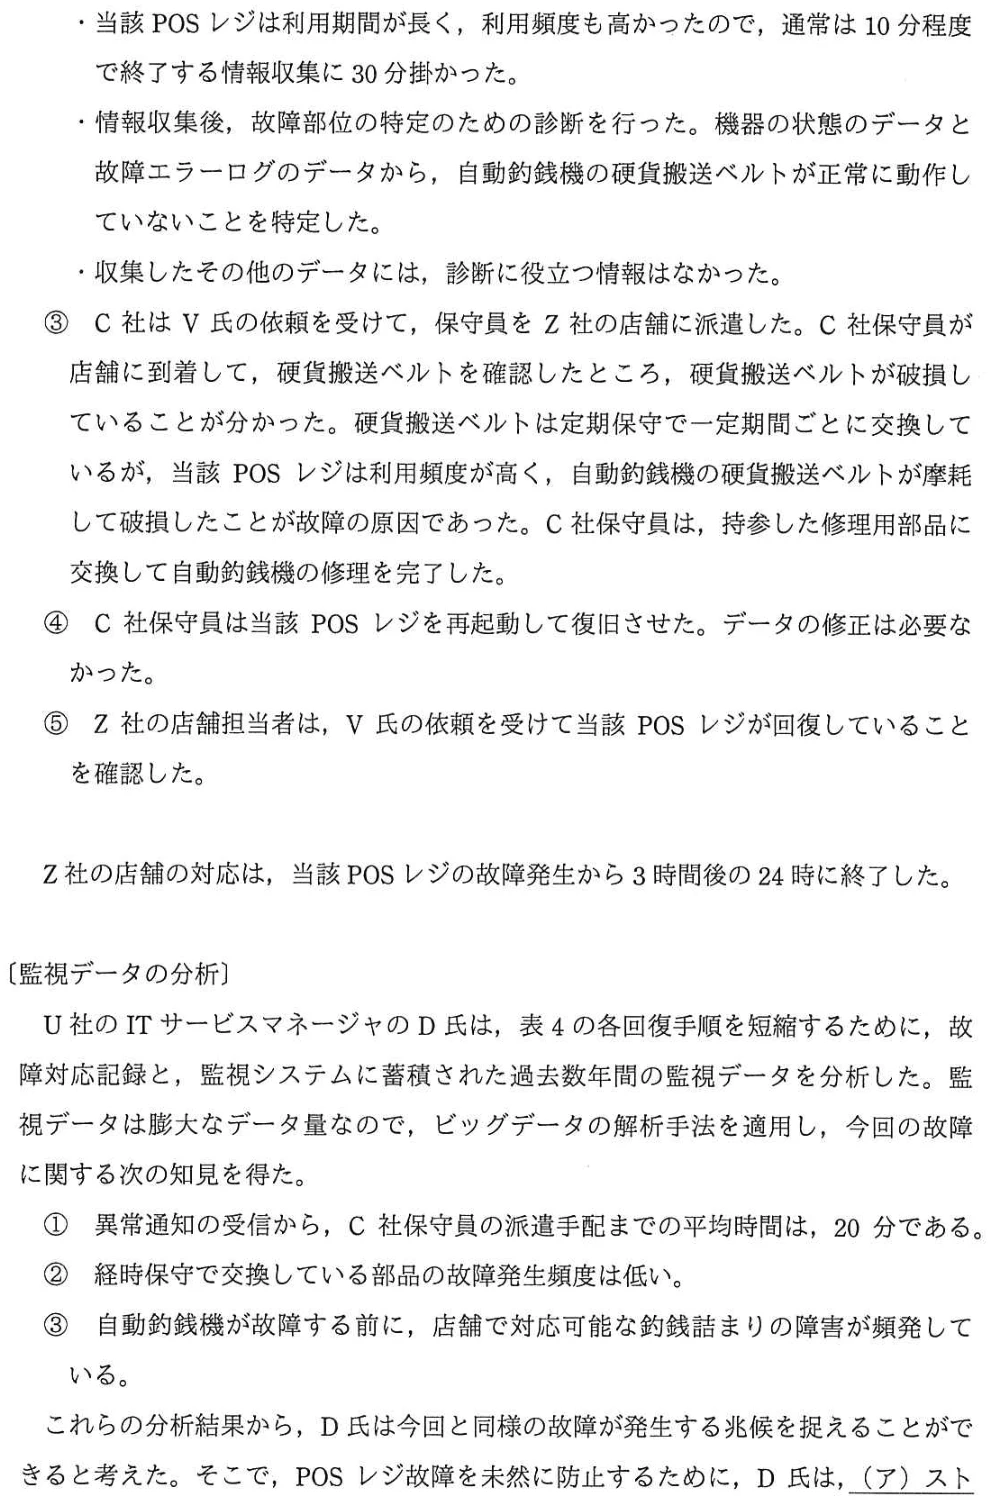 ・当該 POS レジは利用期間が長く，利用頻度も高かったので，通常は 10 分程度
で終了する情報収集に 30 分掛かった。
・情報収集後，故障部位の特定のための診断を行った。機器の状態のデータと
故障エラーログのデータから，自動釣銭機の硬貨搬送ベルトが正常に動作し
ていないことを特定した。
・収集したその他のデータには，診断に役立つ情報はなかった。
③ C 社は V 氏の依頼を受けて，保守員を Z 社の店舗に派遣した。C 社保守員が
店舗に到着して，硬貨搬送ベルトを確認したところ，硬貨搬送ベルトが破損し
ていることが分かった。硬貨搬送ベルトは定期保守で一定期間ごとに交換して
いるが，当該 POS レジは利用頻度が高く，自動釣銭機の硬貨搬送ベルトが摩耗
して破損したことが故障の原因であった。C 社保守員は，持参した修理用部品に
交換して自動釣銭機の修理を完了した。
④ C 社保守員は当該 POS レジを再起動して復旧させた。データの修正は必要な
かった。
⑤ Z 社の店舗担当者は，V 氏の依頼を受けて当該 POS レジが回復していること
を確認した。
Z 社の店舗の対応は，当該 POS レジの故障発生から 3 時間後の 24 時に終了した。
〔監視データの分析〕
U 社の IT サービスマネージャの D 氏は，表 4 の各回復手順を短縮するために，故
障対応記録と，監視システムに蓄積された過去数年間の監視データを分析した。監
視データは膨大なデータ量なので，ビッグデータの解析手法を適用し，今回の故障
に関する次の知見を得た。
① 異常通知の受信から，C 社保守員の派遣手配までの平均時間は，20 分である。
② 経時保守で交換している部品の故障発生頻度は低い。
③ 自動釣銭機が故障する前に，店舗で対応可能な釣銭詰まりの障害が頻発して
いる。
これらの分析結果から，D 氏は今回と同様の故障が発生する兆候を捉えることがで
きると考えた。そこで，POS レジ故障を未然に防止するために，D 氏は，（ア）スト